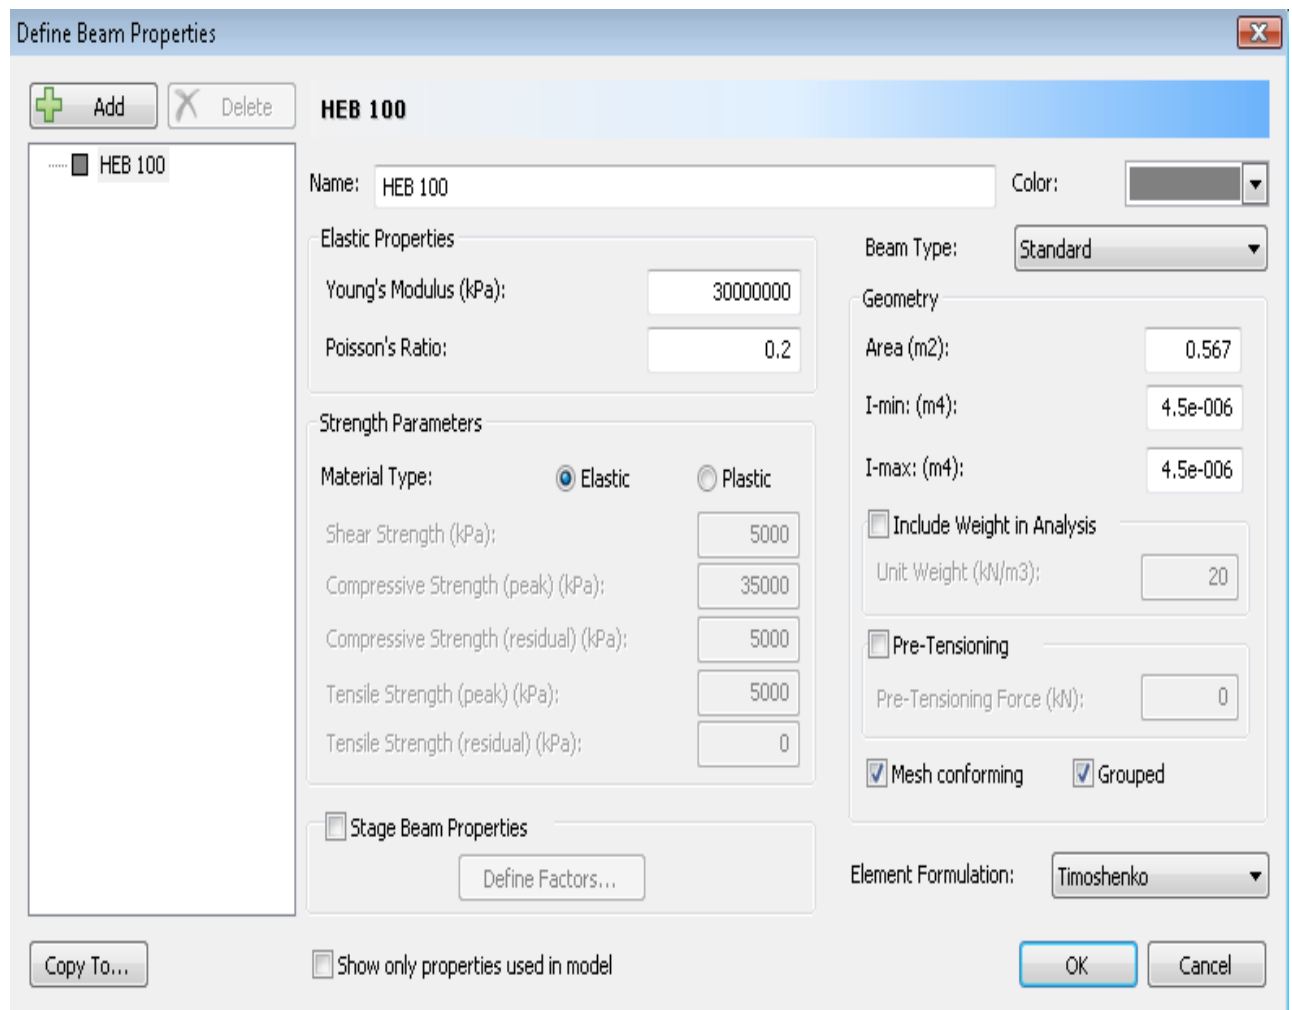 Define Beam Properties
Add
Delete
HEB 100
HEB 100
Name:
HEB 100
Color:
Elastic Properties
Young's Modulus (kPa):
30000000
Poisson's Ratio:
0.2
Strength Parameters
Material Type:
Elastic
Plastic
Shear Strength (kPa):
5000
Compressive Strength (peak) (kPa):
35000
Compressive Strength (residual) (kPa):
5000
Tensile Strength (peak) (kPa):
5000
Tensile Strength (residual) (kPa):
0
Stage Beam Properties
Define Factors...
Beam Type:
Standard
Geometry
Area (m2):
0.567
I-min: (m4):
4.5e-006
I-max: (m4):
4.5e-006
Include Weight in Analysis
Unit Weight (kN/m3):
20
Pre-Tensioning
Pre-Tensioning Force (kN):
0
Mesh conforming
Grouped
Element Formulation:
Timoshenko
Copy To...
Show only properties used in model
OK
Cancel